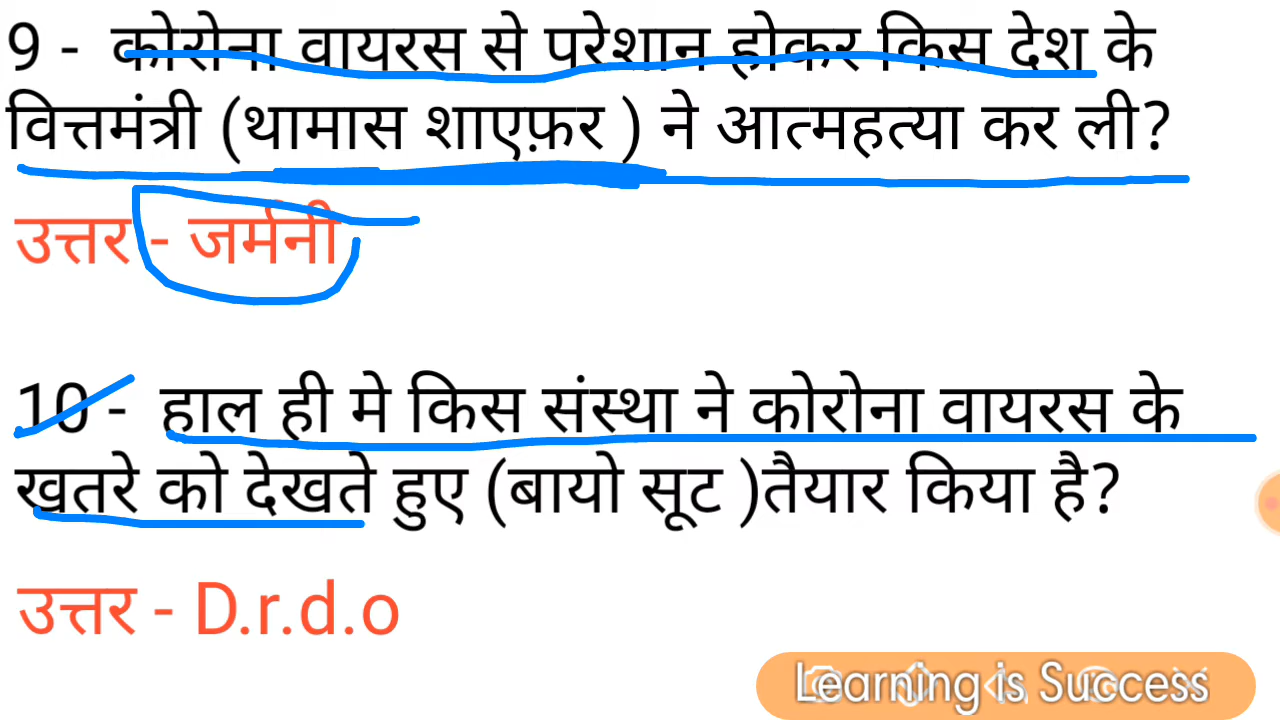 9 - कोरोना वायरस से परेशान होकर किस देश के
वित्तमंत्री (थामास शाएफ़र ) ने आत्महत्या कर ली?
उत्तर - जर्मनी
10 - हाल ही मे किस संस्था ने कोरोना वायरस के
खतरे को देखते हुए (बायो सूट )तैयार किया है?
उत्तर - D.r.d.o
Learning is Success